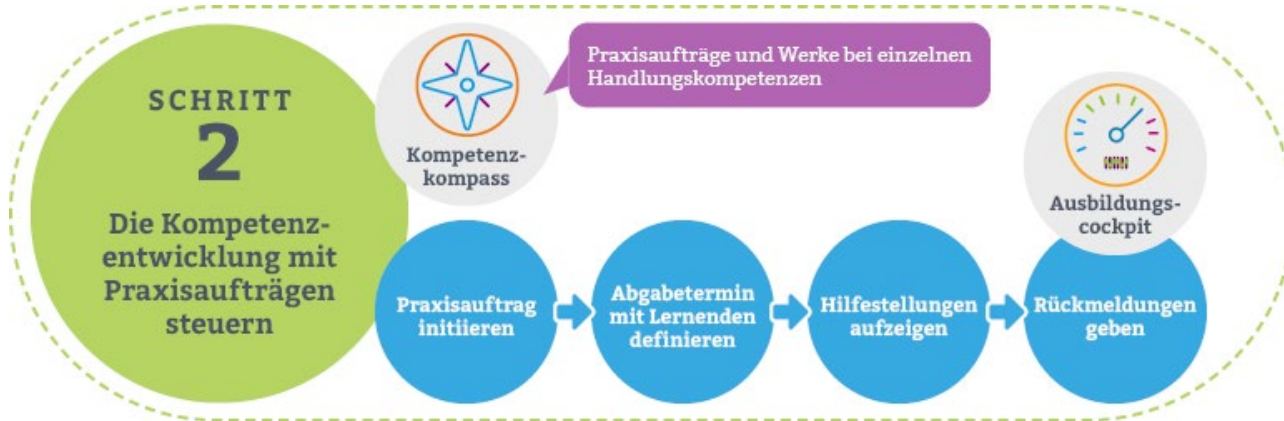 SCHRITT
2
Die Kompetenz-
entwicklung mit
Praxisaufträgen
steuern
Kompetenz-
kompass
Praxisaufträge und Werke bei einzelnen
Handlungskompetenzen
Ausbildungs-
cockpit
Praxisauftrag
initiieren
Abgabetermin
mit Lernenden
definieren
Hilfestellungen
aufzeigen
Rückmeldungen
geben